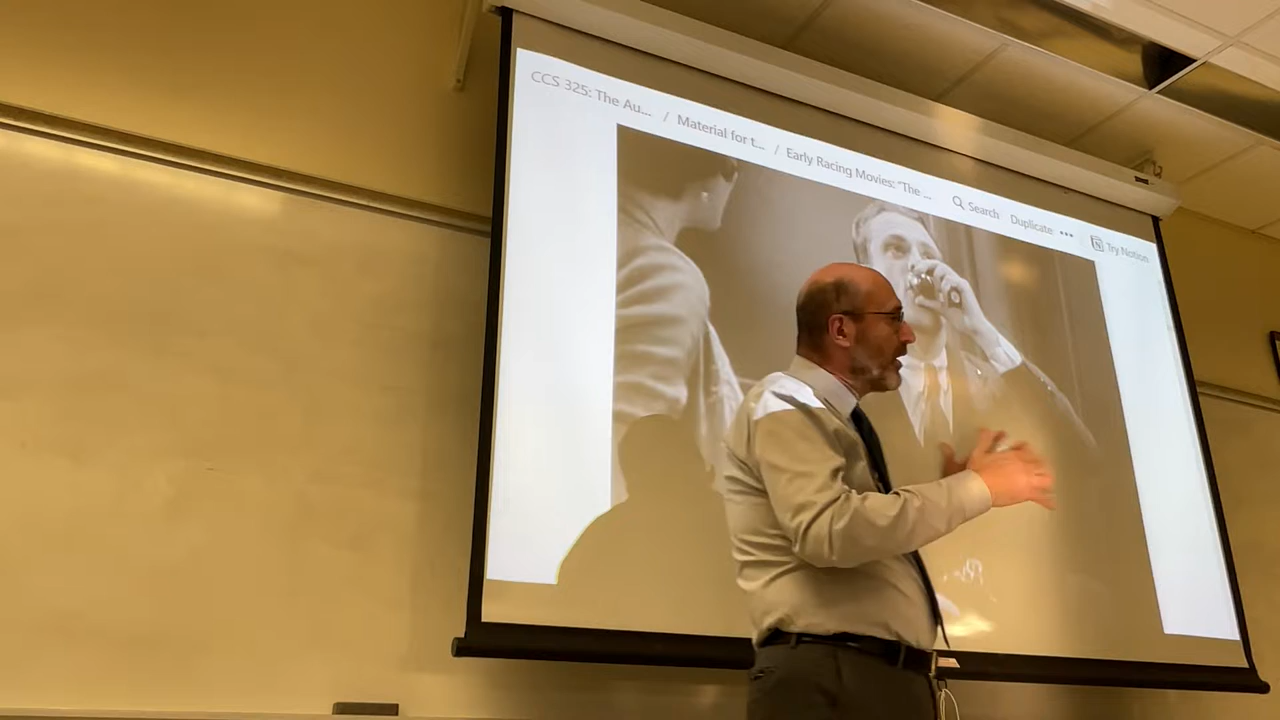 CCS 325: The Au... / Material for t... / Early Racing Movies: "The ... Search Duplicate ••• Try Notion